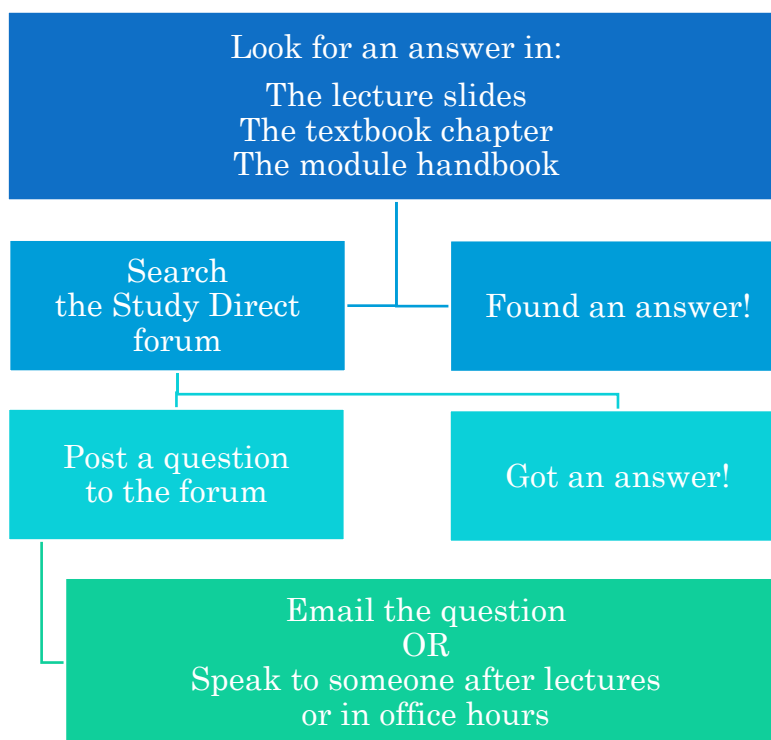 Look for an answer in:
The lecture slides
The textbook chapter
The module handbook
Search
the Study Direct
forum
Found an answer!
Post a question
to the forum
Got an answer!
Email the question
OR
Speak to someone after lectures
or in office hours